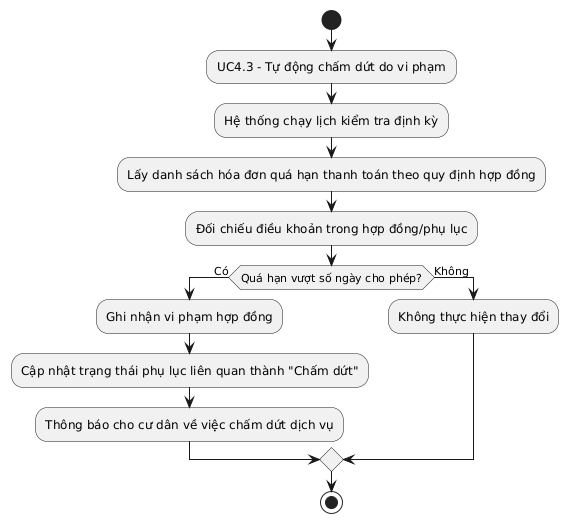 UC4.3 - Tự động chấm dứt do vi phạm
Hệ thống chạy lịch kiểm tra định kỳ
Lấy danh sách hóa đơn quá hạn thanh toán theo quy định hợp đồng
Đối chiếu điều khoản trong hợp đồng/phụ lục
Quá hạn vượt số ngày cho phép?
Có
Không
Ghi nhận vi phạm hợp đồng
Không thực hiện thay đổi
Cập nhật trạng thái phụ lục liên quan thành "Chấm dứt"
Thông báo cho cư dân về việc chấm dứt dịch vụ